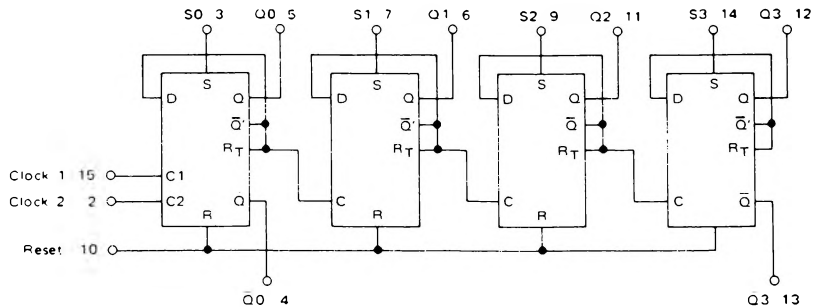 S0 3 Q0 5 S1 7 Q1 6 S2 9 Q2 11 S3 14 Q3 12
S S S S
D Q D Q D Q D Q
Q̅' Q̅' Q̅ Q̅'
RT RT RT RT
Clock 1 15 C1
Clock 2 2 C2 Q C C C Q̅
R R R R
Reset 10
Q̅0 4 Q̅3 13